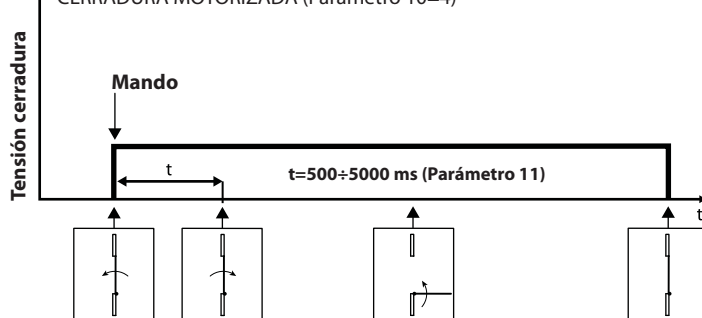 CERRADURA MOTORIZADA (Parámetro 10=4)
Tensión cerradura
Mando
t
t=500÷5000 ms (Parámetro 11)
t